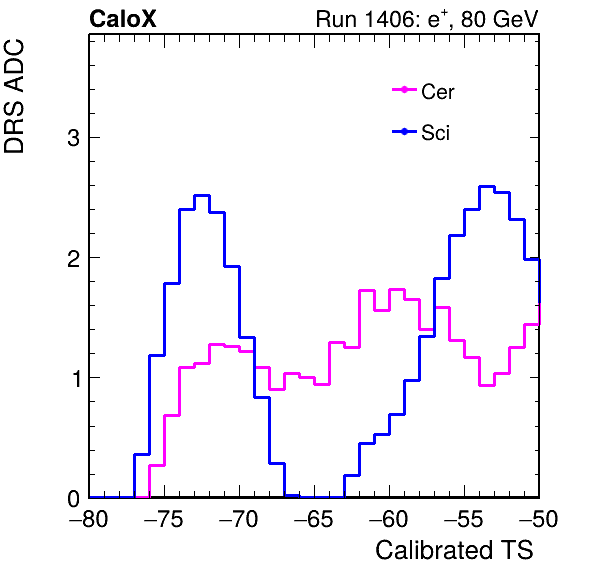 CaloX Run 1406: e⁺, 80 GeV
DRS ADC
Cer
Sci
3
2
1
0
−80 −75 −70 −65 −60 −55 −50
Calibrated TS